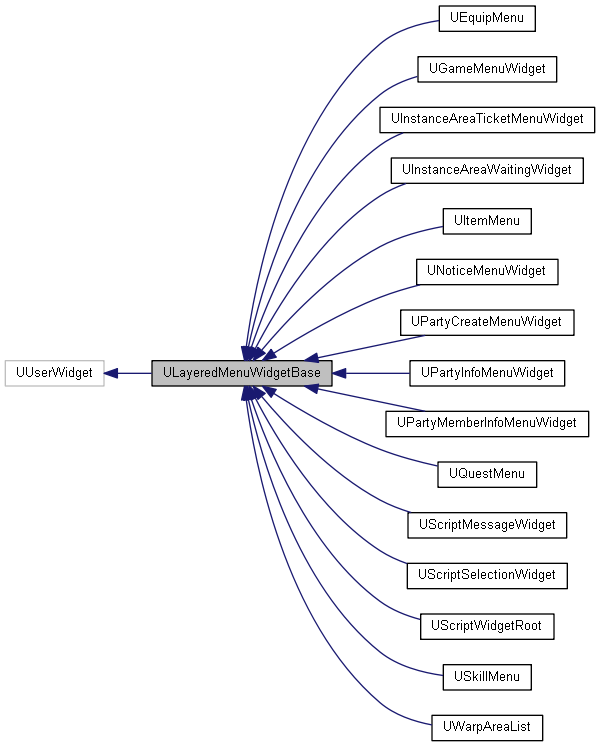 UEquipMenu
UGameMenuWidget
UInstanceAreaTicketMenuWidget
UInstanceAreaWaitingWidget
UItemMenu
UNoticeMenuWidget
UPartyCreateMenuWidget
UUserWidget
ULayeredMenuWidgetBase
UPartyInfoMenuWidget
UPartyMemberInfoMenuWidget
UQuestMenu
UScriptMessageWidget
UScriptSelectionWidget
UScriptWidgetRoot
USkillMenu
UWarpAreaList